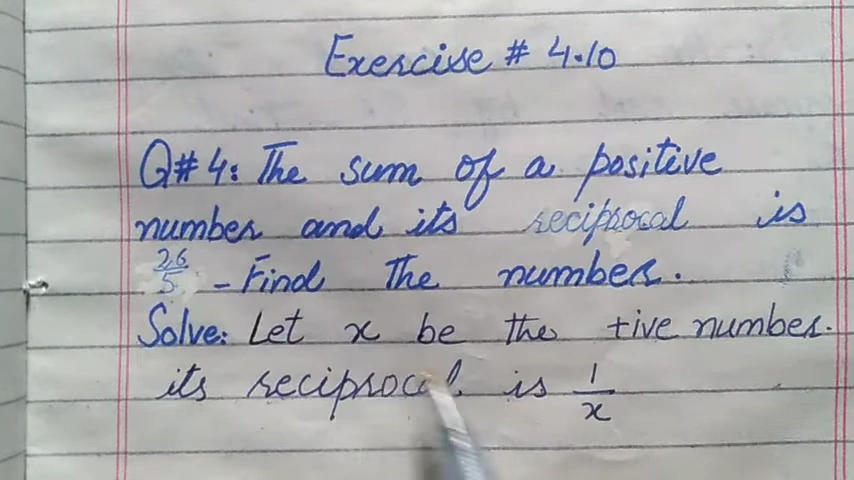 Exercise # 4.10
Q# 4: The sum of a positive
number and its reciprocal is
26/5 - Find the number.
Solve: Let x be the +ive number.
its reciprocal is 1/x